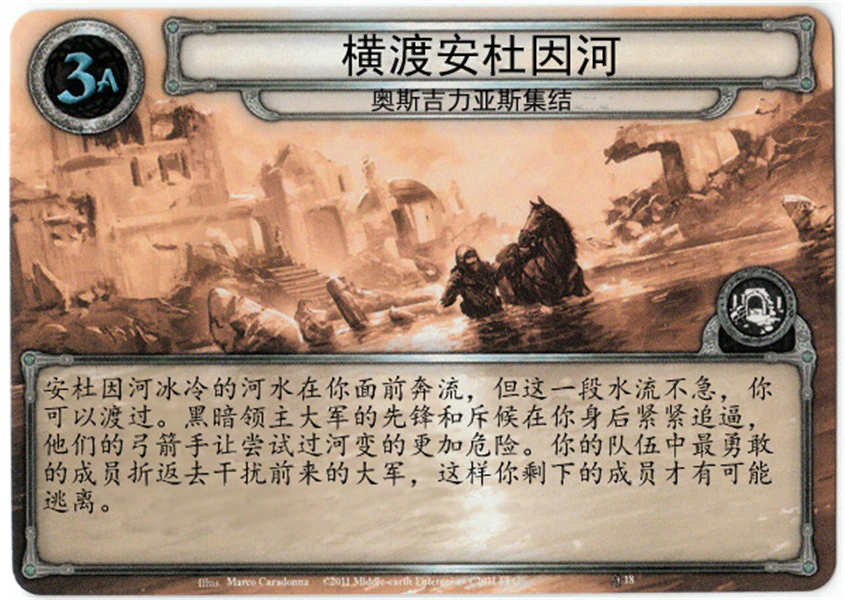 3A
横渡安杜因河
奥斯吉力亚斯集结
安杜因河冰冷的河水在你面前奔流，但这一段水流不急，你
可以渡过。黑暗领主大军的先锋和斥候在你身后紧紧追逼，
他们的弓箭手让尝试过河变的更加危险。你的队伍中最勇敢
的成员折返去干扰前来的大军，这样你剩下的成员才有可能
逃离。
Illus. Marco Caradonna ©2011 Middle-earth Enterprises ©2011 18